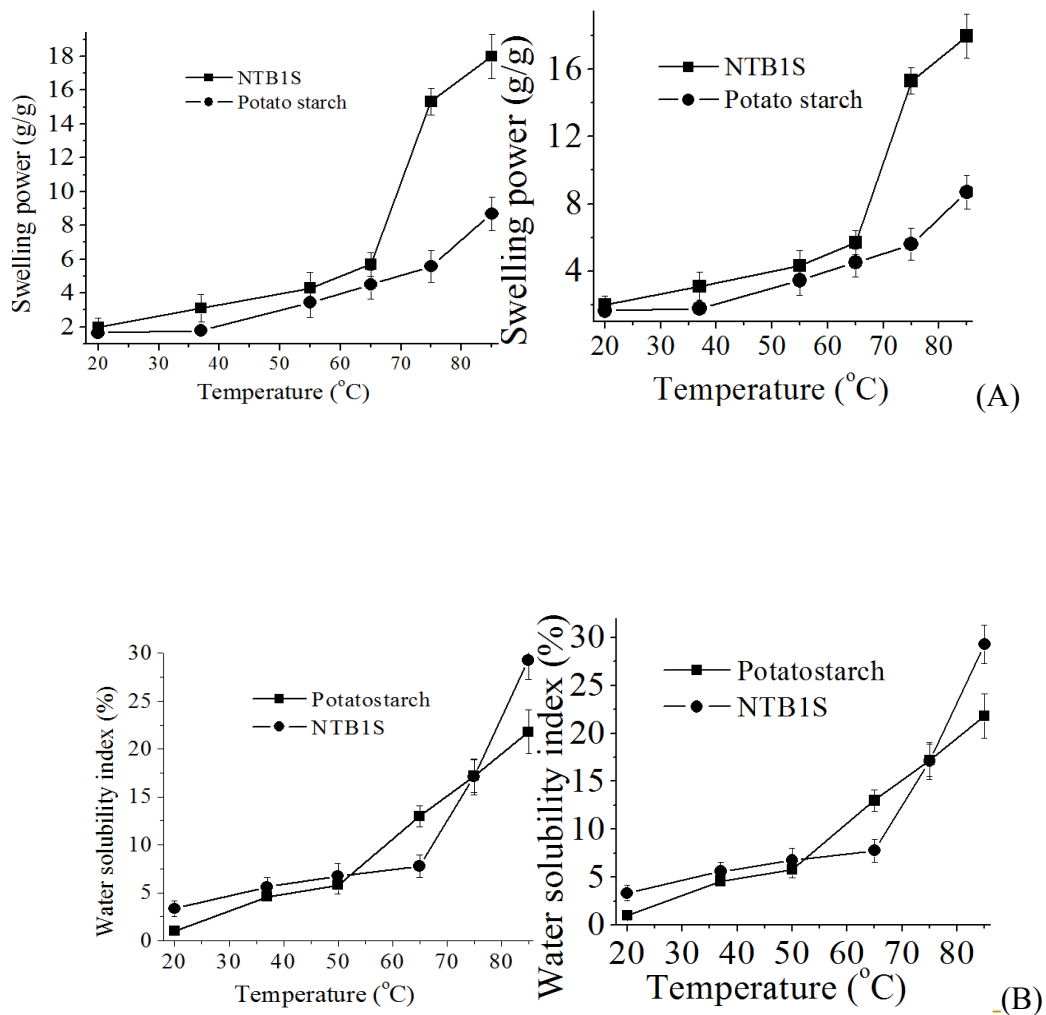 18
16
14
12
10
8
6
4
2
Swelling power (g/g)
NTB1S
Potato starch
20 30 40 50 60 70 80
Temperature (°C)
16
12
8
4
Swelling power (g/g)
NTB1S
Potato starch
20 30 40 50 60 70 80
Temperature (°C)
(A)
30
25
20
15
10
5
0
Water solubility index (%)
Potatostarch
NTB1S
20 30 40 50 60 70 80
Temperature (°C)
30
25
20
15
10
5
0
Water solubility index (%)
Potatostarch
NTB1S
20 30 40 50 60 70 80
Temperature (°C)
(B)